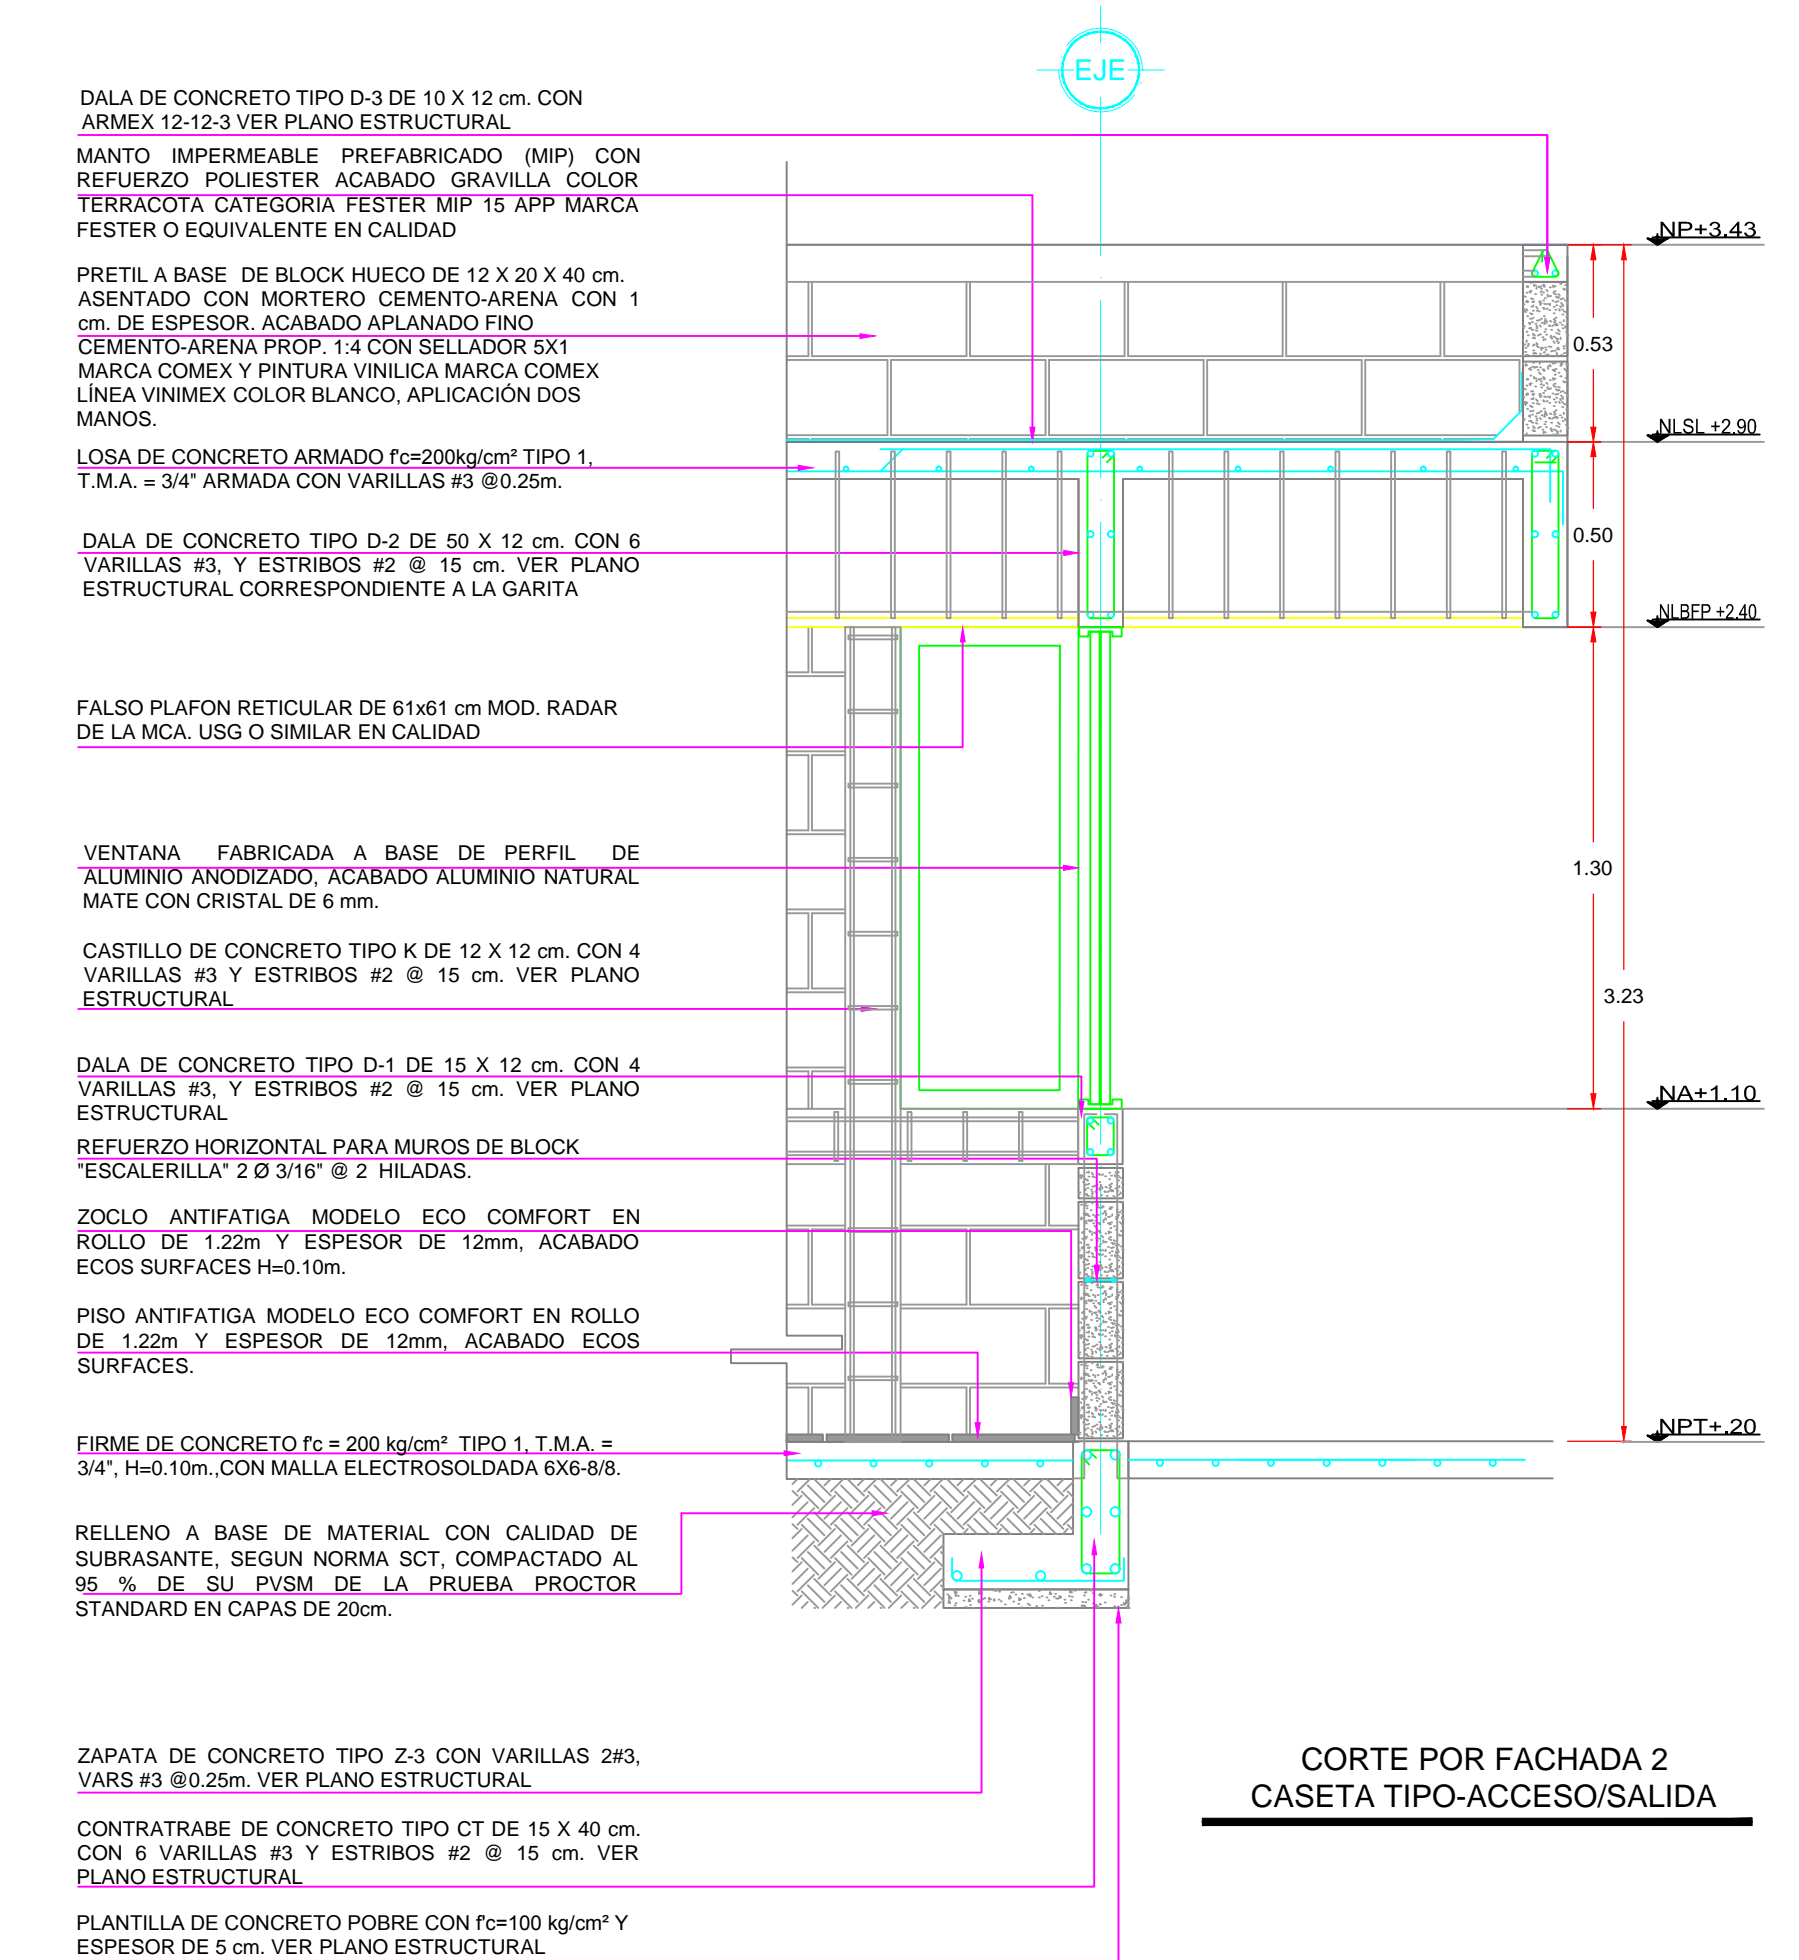 EJE
DALA DE CONCRETO TIPO D-3 DE 10 X 12 cm. CON
ARMEX 12-12-3 VER PLANO ESTRUCTURAL
MANTO IMPERMEABLE PREFABRICADO (MIP) CON
REFUERZO POLIESTER ACABADO GRAVILLA COLOR
TERRACOTA CATEGORIA FESTER MIP 15 APP MARCA
FESTER O EQUIVALENTE EN CALIDAD
NP+3.43
PRETIL A BASE DE BLOCK HUECO DE 12 X 20 X 40 cm.
ASENTADO CON MORTERO CEMENTO-ARENA CON 1
cm. DE ESPESOR. ACABADO APLANADO FINO
CEMENTO-ARENA PROP. 1:4 CON SELLADOR 5X1
MARCA COMEX Y PINTURA VINILICA MARCA COMEX
LÍNEA VINIMEX COLOR BLANCO, APLICACIÓN DOS
MANOS.
0.53
NLSL +2.90
LOSA DE CONCRETO ARMADO f'c=200kg/cm² TIPO 1,
T.M.A. = 3/4" ARMADA CON VARILLAS #3 @0.25m.
DALA DE CONCRETO TIPO D-2 DE 50 X 12 cm. CON 6
VARILLAS #3, Y ESTRIBOS #2 @ 15 cm. VER PLANO
ESTRUCTURAL CORRESPONDIENTE A LA GARITA
0.50
NLBFP +2.40
FALSO PLAFON RETICULAR DE 61x61 cm MOD. RADAR
DE LA MCA. USG O SIMILAR EN CALIDAD
VENTANA FABRICADA A BASE DE PERFIL DE
ALUMINIO ANODIZADO, ACABADO ALUMINIO NATURAL
MATE CON CRISTAL DE 6 mm.
1.30
CASTILLO DE CONCRETO TIPO K DE 12 X 12 cm. CON 4
VARILLAS #3 Y ESTRIBOS #2 @ 15 cm. VER PLANO
ESTRUCTURAL
3.23
DALA DE CONCRETO TIPO D-1 DE 15 X 12 cm. CON 4
VARILLAS #3, Y ESTRIBOS #2 @ 15 cm. VER PLANO
ESTRUCTURAL
NA+1.10
REFUERZO HORIZONTAL PARA MUROS DE BLOCK
"ESCALERILLA" 2 Ø 3/16" @ 2 HILADAS.
ZOCLO ANTIFATIGA MODELO ECO COMFORT EN
ROLLO DE 1.22m Y ESPESOR DE 12mm, ACABADO
ECOS SURFACES H=0.10m.
PISO ANTIFATIGA MODELO ECO COMFORT EN ROLLO
DE 1.22m Y ESPESOR DE 12mm, ACABADO ECOS
SURFACES.
NPT+.20
FIRME DE CONCRETO f'c = 200 kg/cm² TIPO 1, T.M.A. =
3/4", H=0.10m.,CON MALLA ELECTROSOLDADA 6X6-8/8.
RELLENO A BASE DE MATERIAL CON CALIDAD DE
SUBRASANTE, SEGUN NORMA SCT, COMPACTADO AL
95 % DE SU PVSM DE LA PRUEBA PROCTOR
STANDARD EN CAPAS DE 20cm.
ZAPATA DE CONCRETO TIPO Z-3 CON VARILLAS 2#3,
VARS #3 @0.25m. VER PLANO ESTRUCTURAL
CONTRATRABE DE CONCRETO TIPO CT DE 15 X 40 cm.
CON 6 VARILLAS #3 Y ESTRIBOS #2 @ 15 cm. VER
PLANO ESTRUCTURAL
PLANTILLA DE CONCRETO POBRE CON f'c=100 kg/cm² Y
ESPESOR DE 5 cm. VER PLANO ESTRUCTURAL
CORTE POR FACHADA 2
CASETA TIPO-ACCESO/SALIDA